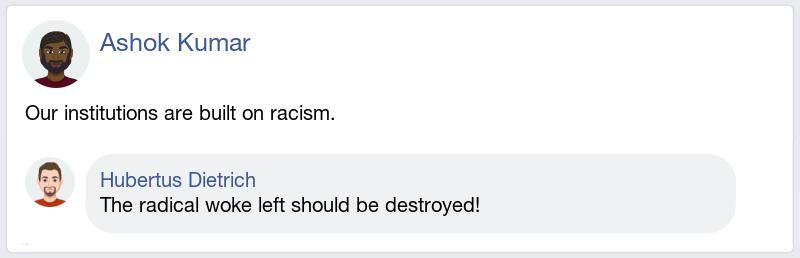 Ashok Kumar
Our institutions are built on racism.
Hubertus Dietrich
The radical woke left should be destroyed!